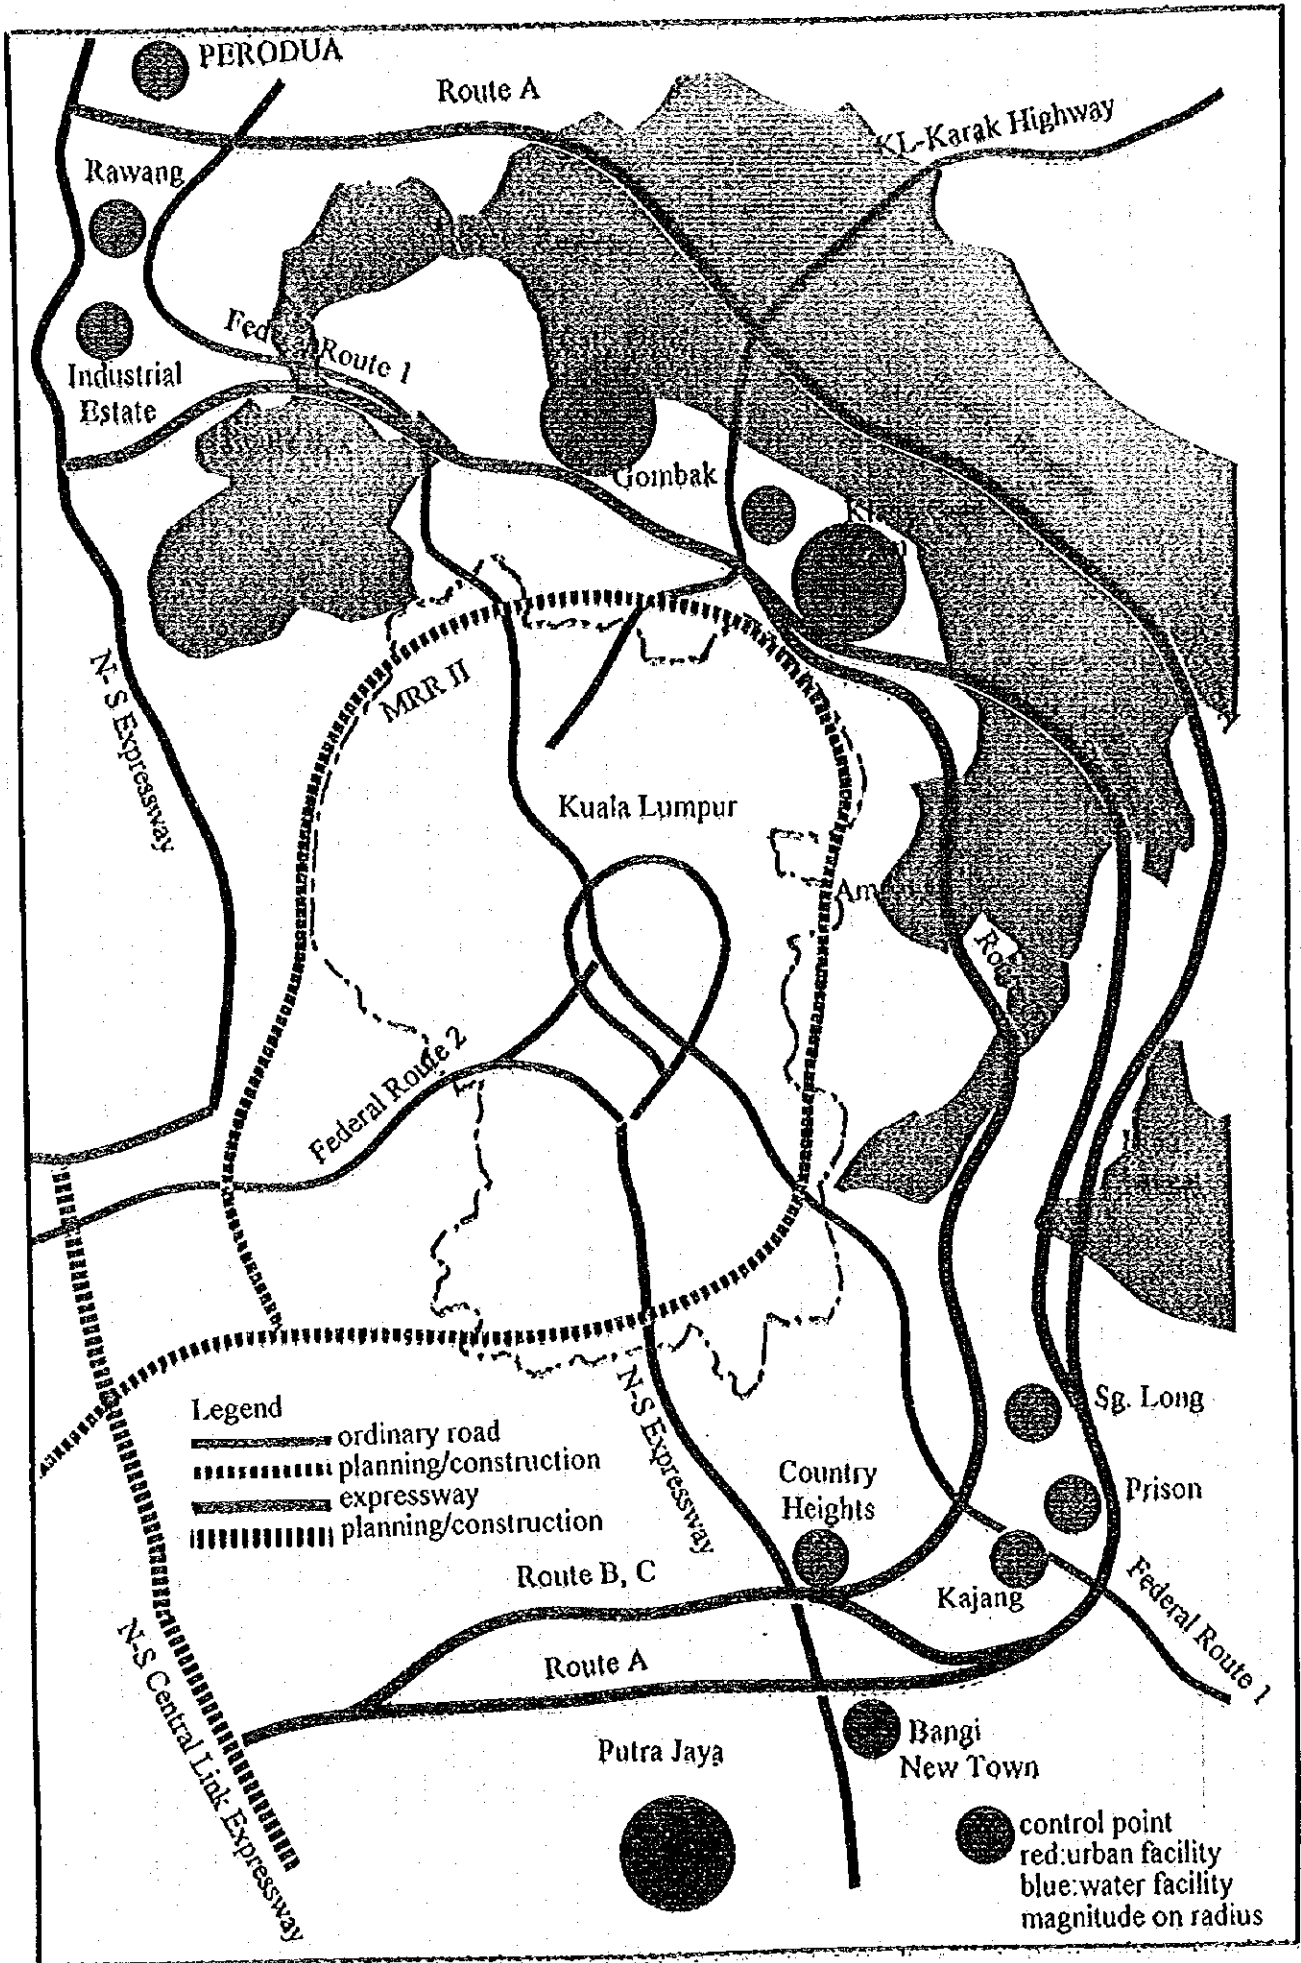 PERODUA
Route A
KL-Karak Highway
Rawang
Federal Route 1
Industrial
Estate
Gombak
N-S Expressway
MRR II
Kuala Lumpur
Federal Route 2
Legend
ordinary road
planning/construction
expressway
planning/construction
N-S Expressway
Sg. Long
Country
Heights
Prison
Route B, C
Kajang
Federal Route 1
Route A
N-S Central Link Expressway
Putra Jaya
Bangi
New Town
control point
red:urban facility
blue:water facility
magnitude on radius